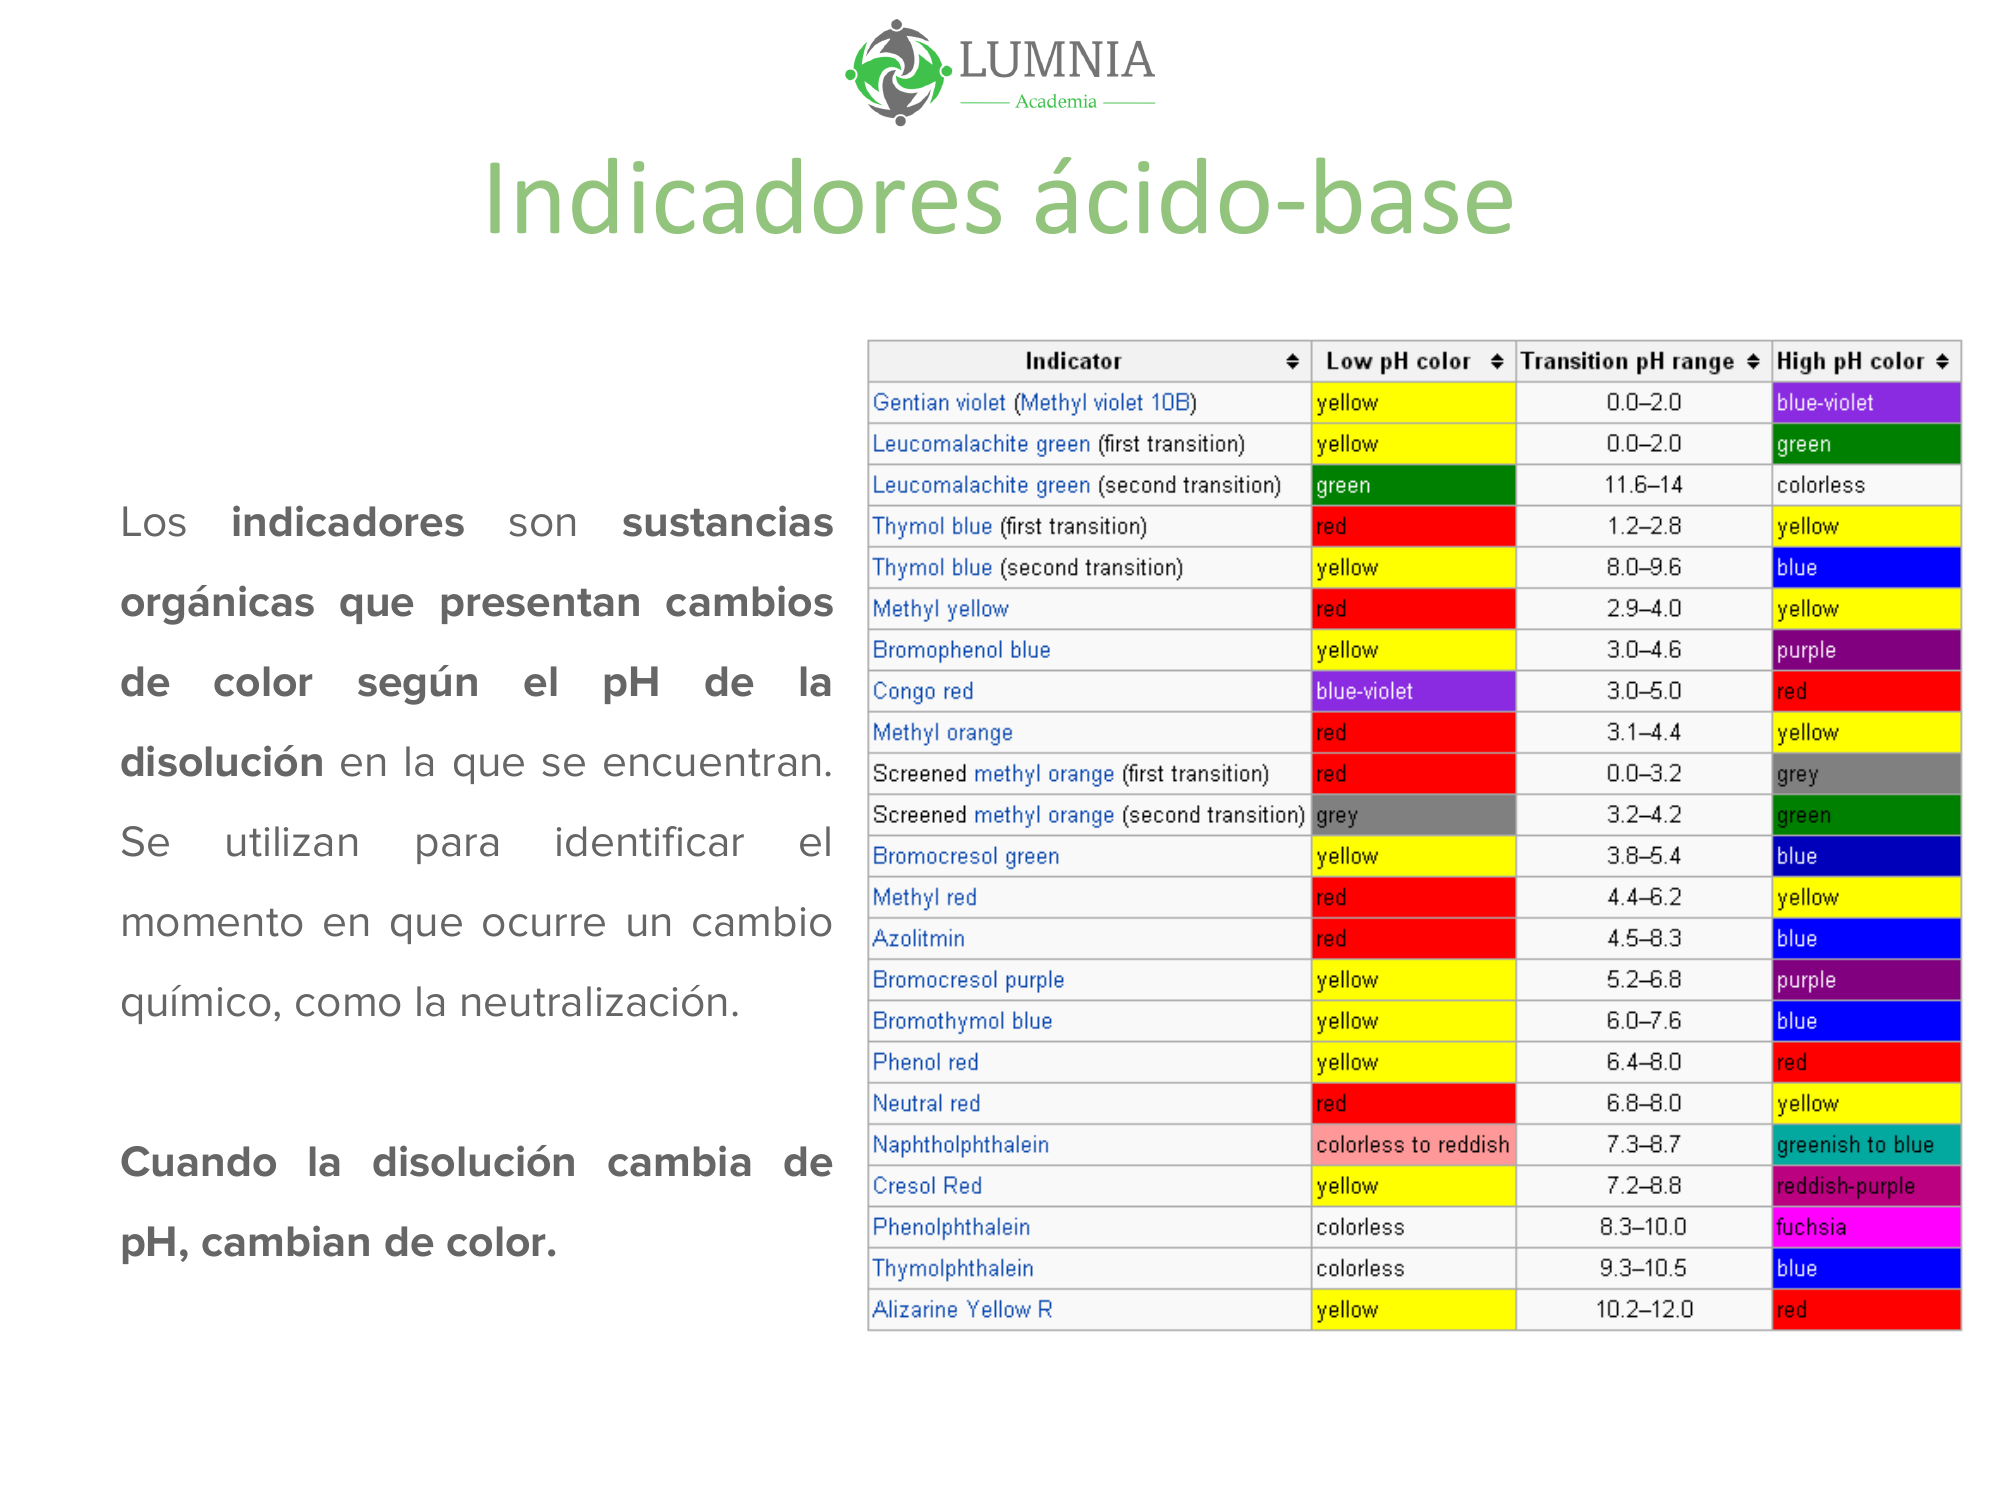 LUMNIA
Academia
Indicadores ácido-base
Los indicadores son sustancias
orgánicas que presentan cambios
de color según el pH de la
disolución en la que se encuentran.
Se utilizan para identificar el
momento en que ocurre un cambio
químico, como la neutralización.
Cuando la disolución cambia de
pH, cambian de color.
Indicator Low pH color Transition pH range High pH color
Gentian violet (Methyl violet 10B) yellow 0.0–2.0 blue-violet
Leucomalachite green (first transition) yellow 0.0–2.0 green
Leucomalachite green (second transition) green 11.6–14 colorless
Thymol blue (first transition) red 1.2–2.8 yellow
Thymol blue (second transition) yellow 8.0–9.6 blue
Methyl yellow red 2.9–4.0 yellow
Bromophenol blue yellow 3.0–4.6 purple
Congo red blue-violet 3.0–5.0 red
Methyl orange red 3.1–4.4 yellow
Screened methyl orange (first transition) red 0.0–3.2 grey
Screened methyl orange (second transition) grey 3.2–4.2 green
Bromocresol green yellow 3.8–5.4 blue
Methyl red red 4.4–6.2 yellow
Azolitmin red 4.5–8.3 blue
Bromocresol purple yellow 5.2–6.8 purple
Bromothymol blue yellow 6.0–7.6 blue
Phenol red yellow 6.4–8.0 red
Neutral red red 6.8–8.0 yellow
Naphtholphthalein colorless to reddish 7.3–8.7 greenish to blue
Cresol Red yellow 7.2–8.8 reddish-purple
Phenolphthalein colorless 8.3–10.0 fuchsia
Thymolphthalein colorless 9.3–10.5 blue
Alizarine Yellow R yellow 10.2–12.0 red